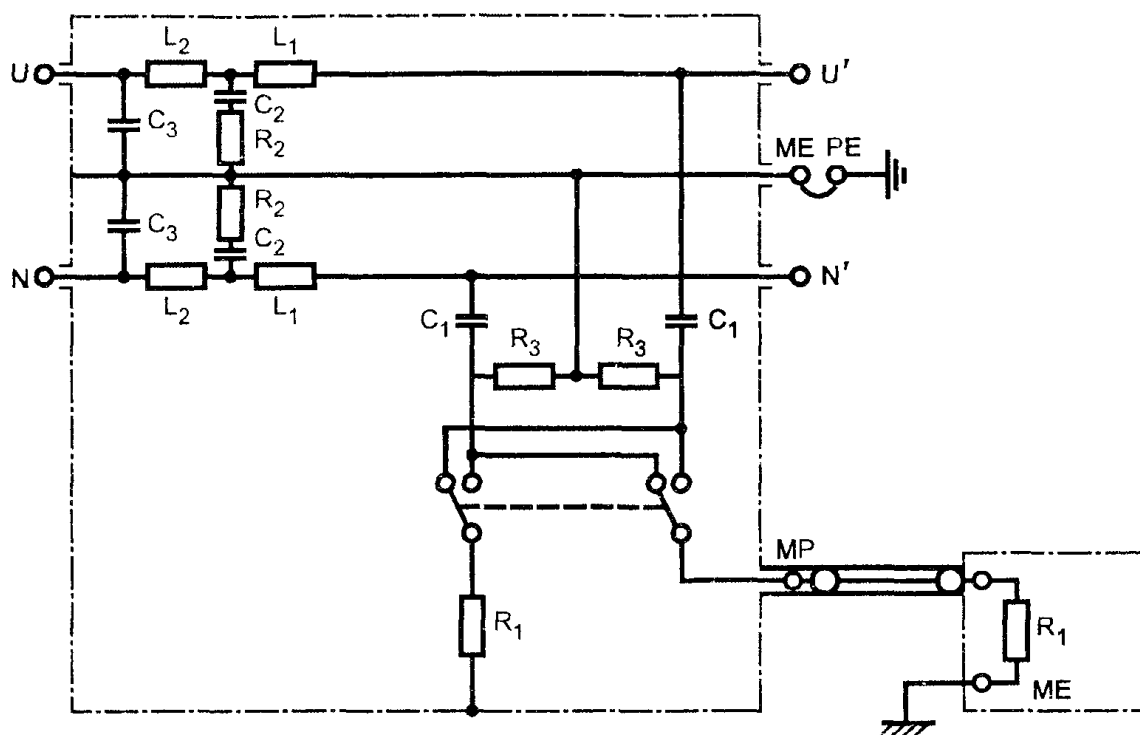 L2 L1
U U'
C2
C3 R2
ME PE
R2
C3 C2
N N'
L2 L1
C1 C1
R3 R3
MP
R1 R1
ME